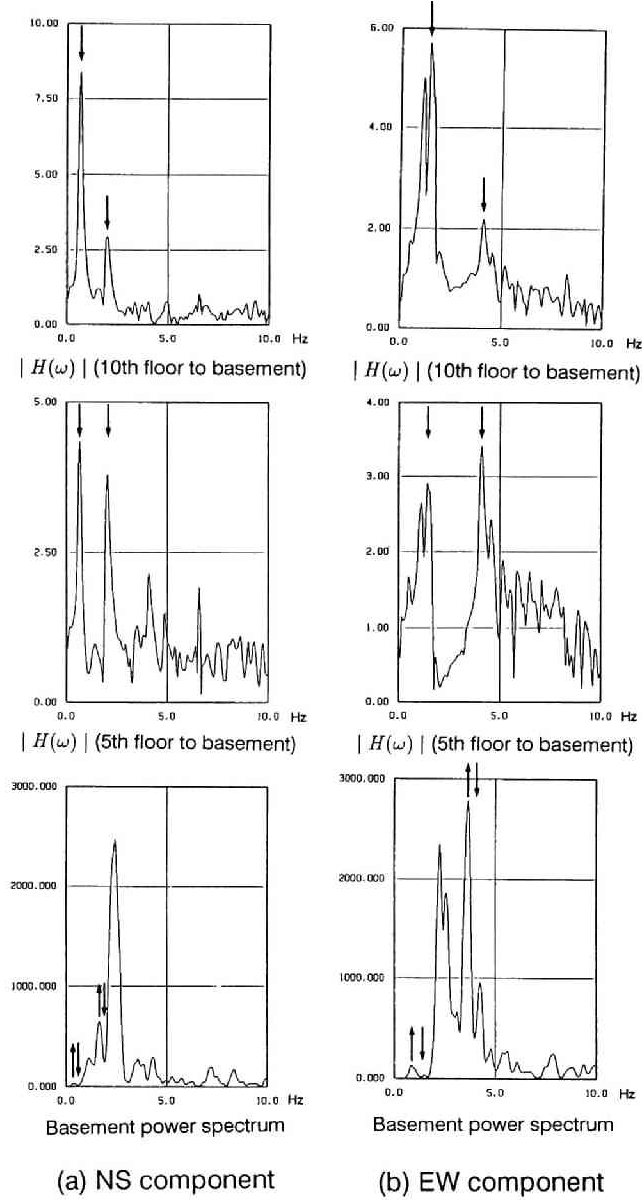 10.00
7.50
5.00
2.50
0.00
0.0 5.0 10.0 Hz
| H(ω) | (10th floor to basement)
6.00
4.00
2.00
0.00
0.0 5.0 10.0 Hz
| H(ω) | (10th floor to basement)
5.00
2.50
0.00
0.0 5.0 10.0 Hz
| H(ω) | (5th floor to basement)
4.00
3.00
2.00
1.00
0.00
0.0 5.0 10.0 Hz
| H(ω) | (5th floor to basement)
3000.000
2000.000
1000.000
0.000
0.0 5.0 10.0 Hz
Basement power spectrum
3000.000
2000.000
1000.000
0.000
0.0 5.0 10.0 Hz
Basement power spectrum
(a) NS component
(b) EW component